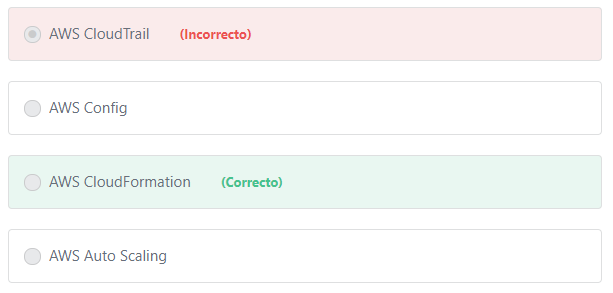 AWS CloudTrail (Incorrecto)
AWS Config
AWS CloudFormation (Correcto)
AWS Auto Scaling